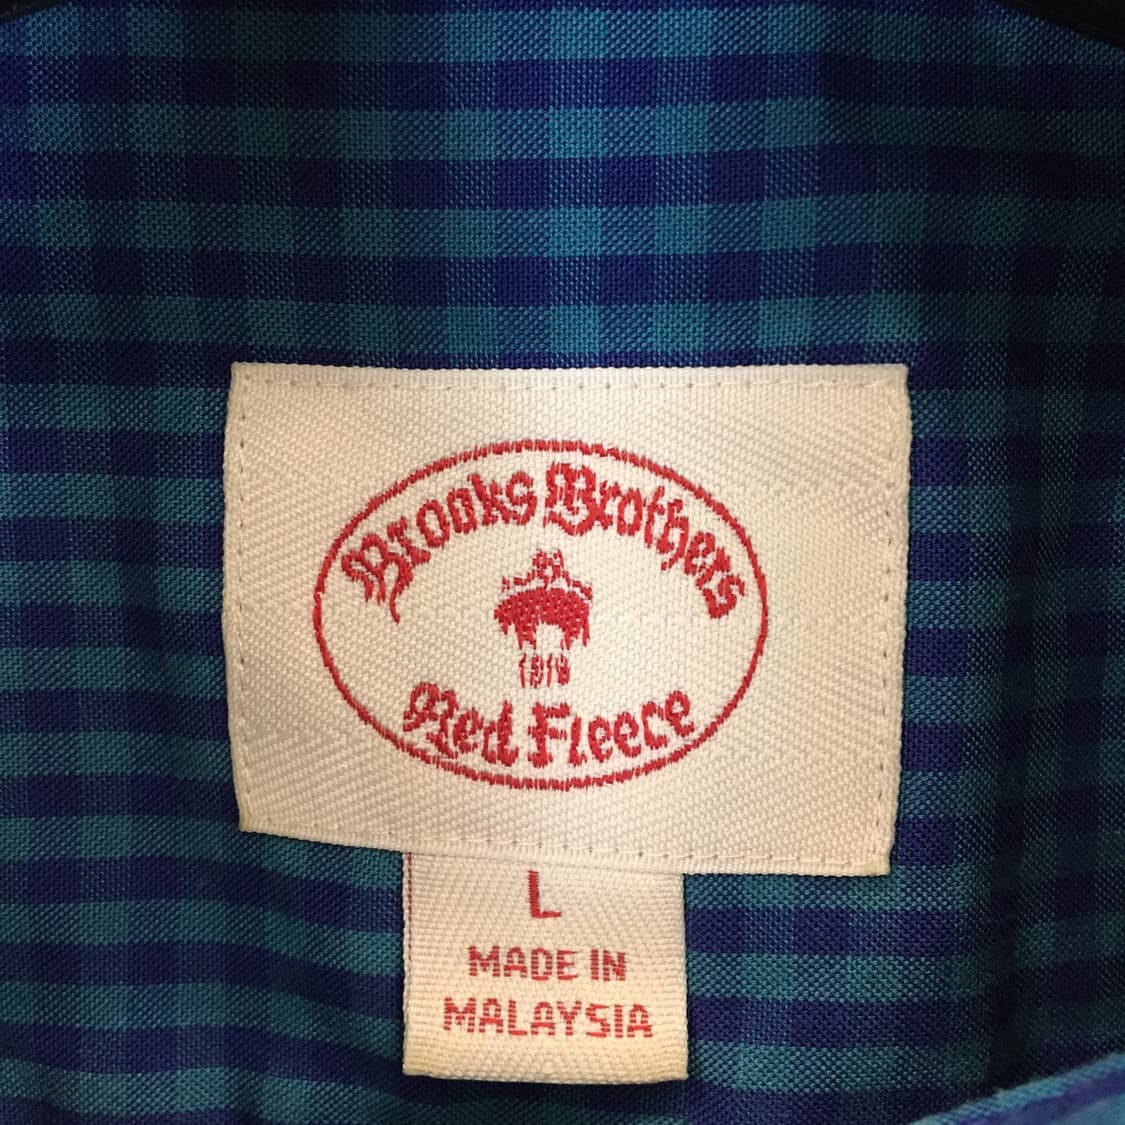 Brooks Brothers
1818
Red Fleece
L
MADE IN
MALAYSIA